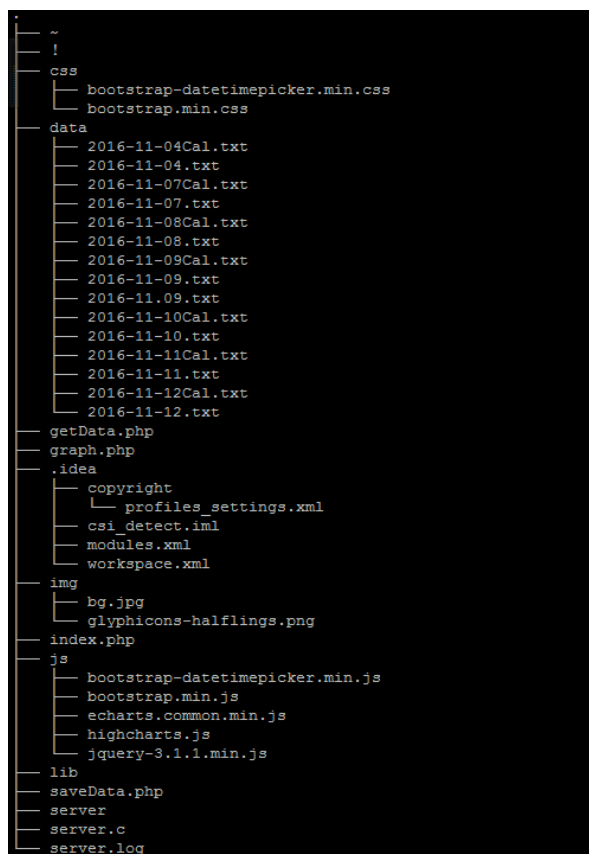 .
├── ~
├── !
├── css
│   ├── bootstrap-datetimepicker.min.css
│   └── bootstrap.min.css
├── data
│   ├── 2016-11-04Cal.txt
│   ├── 2016-11-04.txt
│   ├── 2016-11-07Cal.txt
│   ├── 2016-11-07.txt
│   ├── 2016-11-08Cal.txt
│   ├── 2016-11-08.txt
│   ├── 2016-11-09Cal.txt
│   ├── 2016-11-09.txt
│   ├── 2016-11.09.txt
│   ├── 2016-11-10Cal.txt
│   ├── 2016-11-10.txt
│   ├── 2016-11-11Cal.txt
│   ├── 2016-11-11.txt
│   ├── 2016-11-12Cal.txt
│   └── 2016-11-12.txt
├── getData.php
├── graph.php
├── .idea
│   ├── copyright
│   │   └── profiles_settings.xml
│   ├── csi_detect.iml
│   ├── modules.xml
│   └── workspace.xml
├── img
│   ├── bg.jpg
│   └── glyphicons-halflings.png
├── index.php
├── js
│   ├── bootstrap-datetimepicker.min.js
│   ├── bootstrap.min.js
│   ├── echarts.common.min.js
│   ├── highcharts.js
│   └── jquery-3.1.1.min.js
├── lib
├── saveData.php
├── server
├── server.c
└── server.log